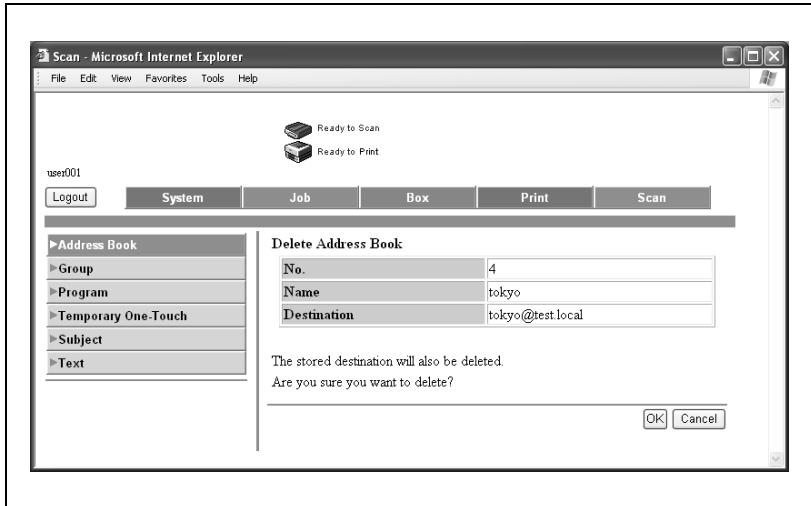 Scan - Microsoft Internet Explorer
File Edit View Favorites Tools Help
Ready to Scan
Ready to Print
user001
Logout System Job Box Print Scan
Address Book
Group
Program
Temporary One-Touch
Subject
Text
Delete Address Book
No. 4
Name tokyo
Destination tokyo@test.local
The stored destination will also be deleted.
Are you sure you want to delete?
OK Cancel